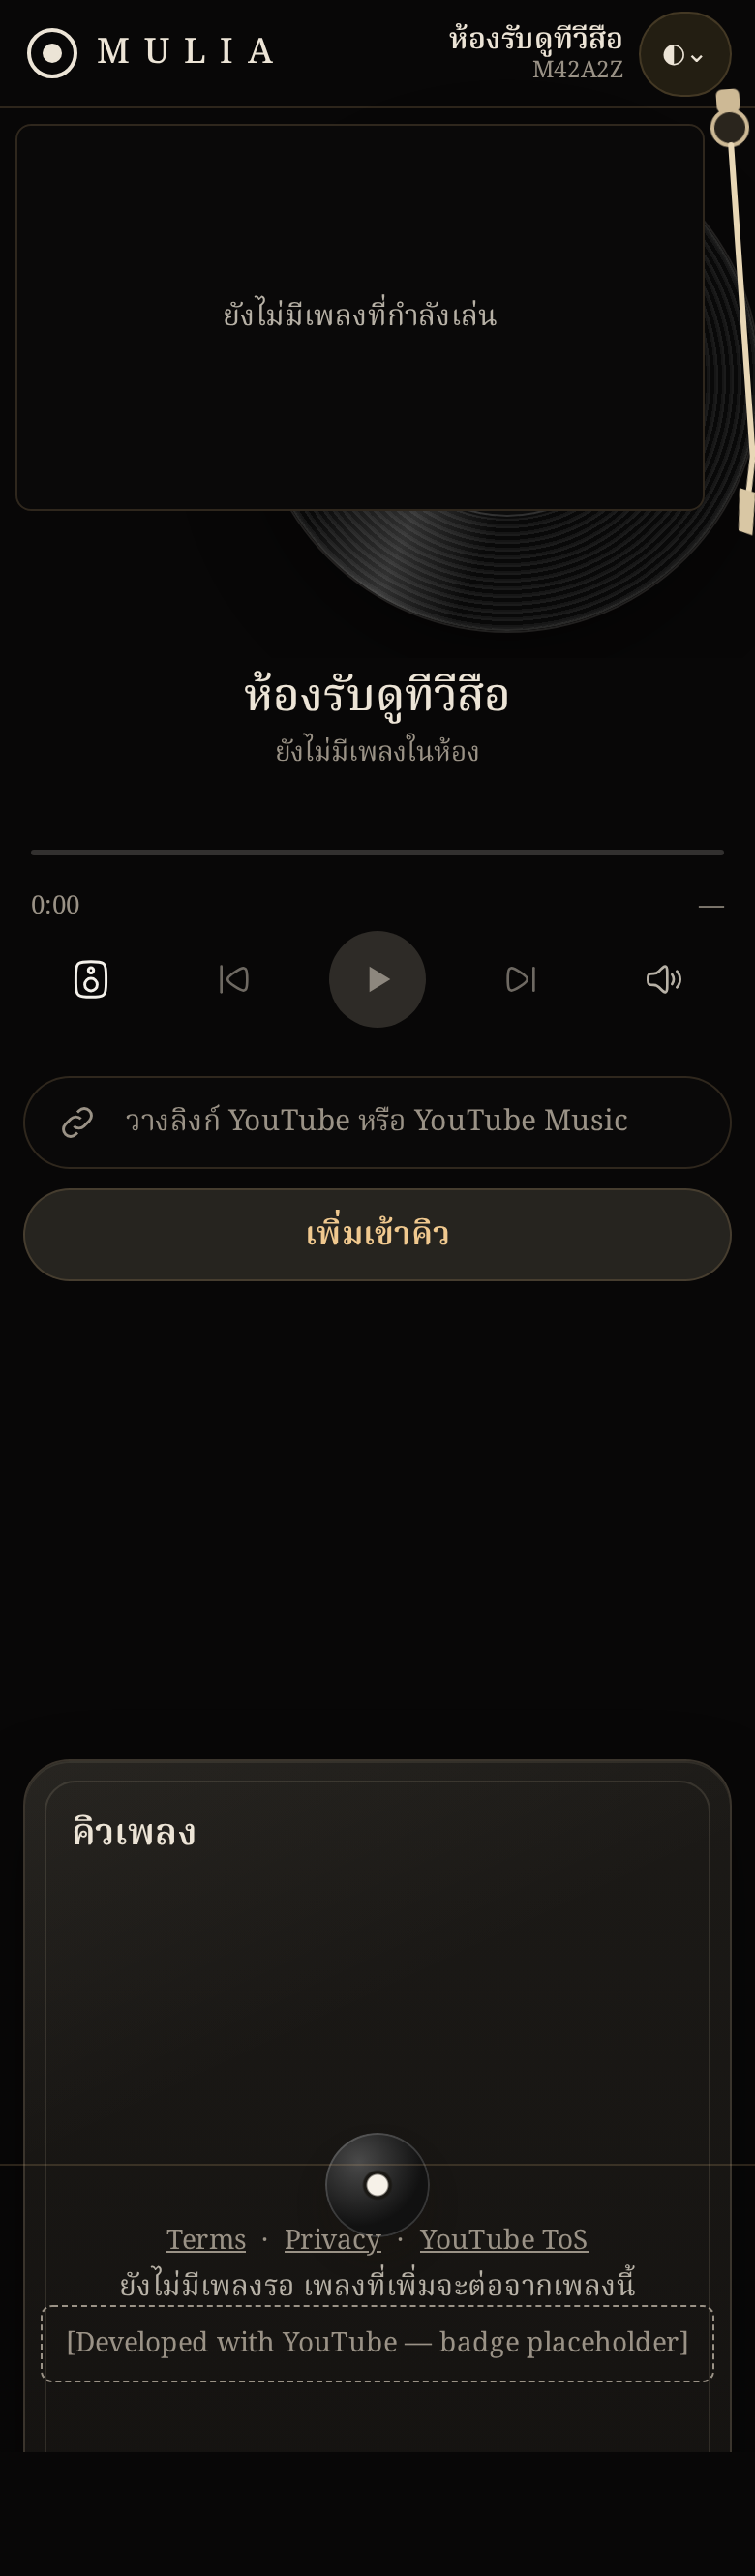 MULIA
ห้องรับดูทีวีสือ
M42A2Z
ยังไม่มีเพลงที่กำลังเล่น
ห้องรับดูทีวีสือ
ยังไม่มีเพลงในห้อง
0:00 —
วางลิงก์ YouTube หรือ YouTube Music
เพิ่มเข้าคิว
คิวเพลง
Terms · Privacy · YouTube ToS
ยังไม่มีเพลงรอ เพลงที่เพิ่มจะต่อจากเพลงนี้
[Developed with YouTube — badge placeholder]